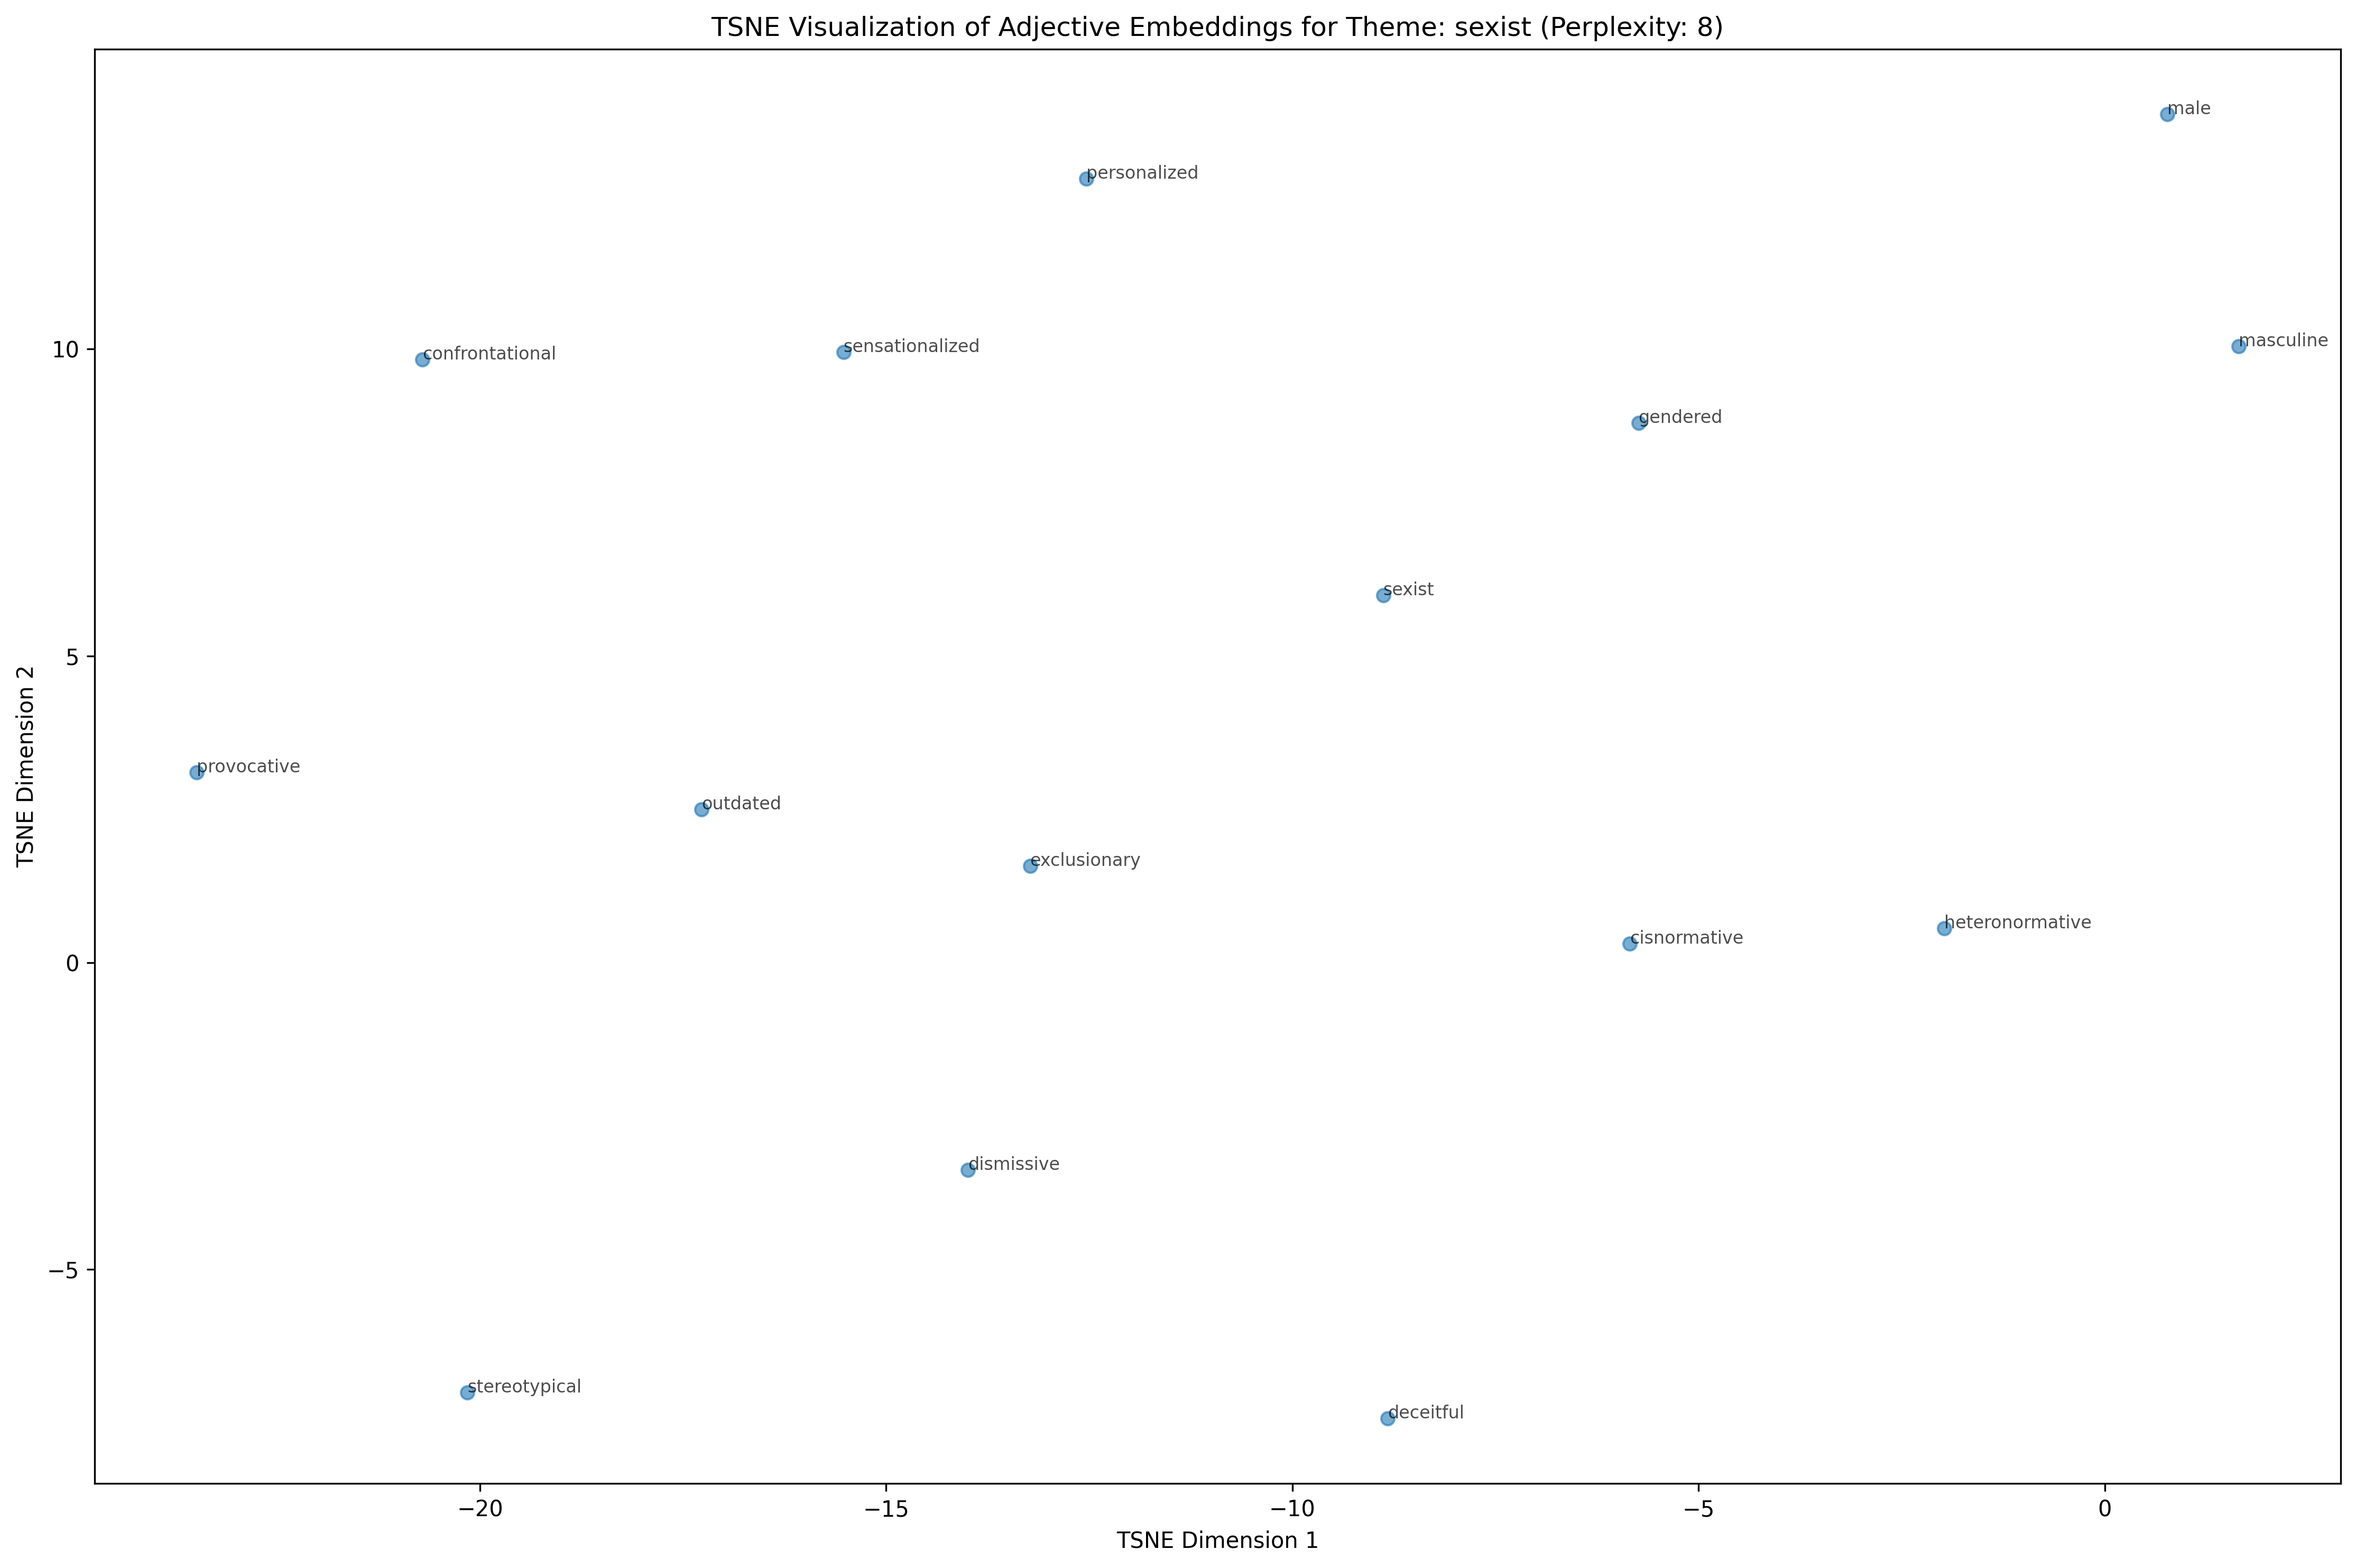 TSNE Visualization of Adjective Embeddings for Theme: sexist (Perplexity: 8)
male
personalized
masculine
confrontational
sensationalized
gendered
sexist
provocative
outdated
exclusionary
heteronormative
cisnormative
dismissive
stereotypical
deceitful
10
5
0
−5
TSNE Dimension 2
−20
−15
−10
−5
0
TSNE Dimension 1